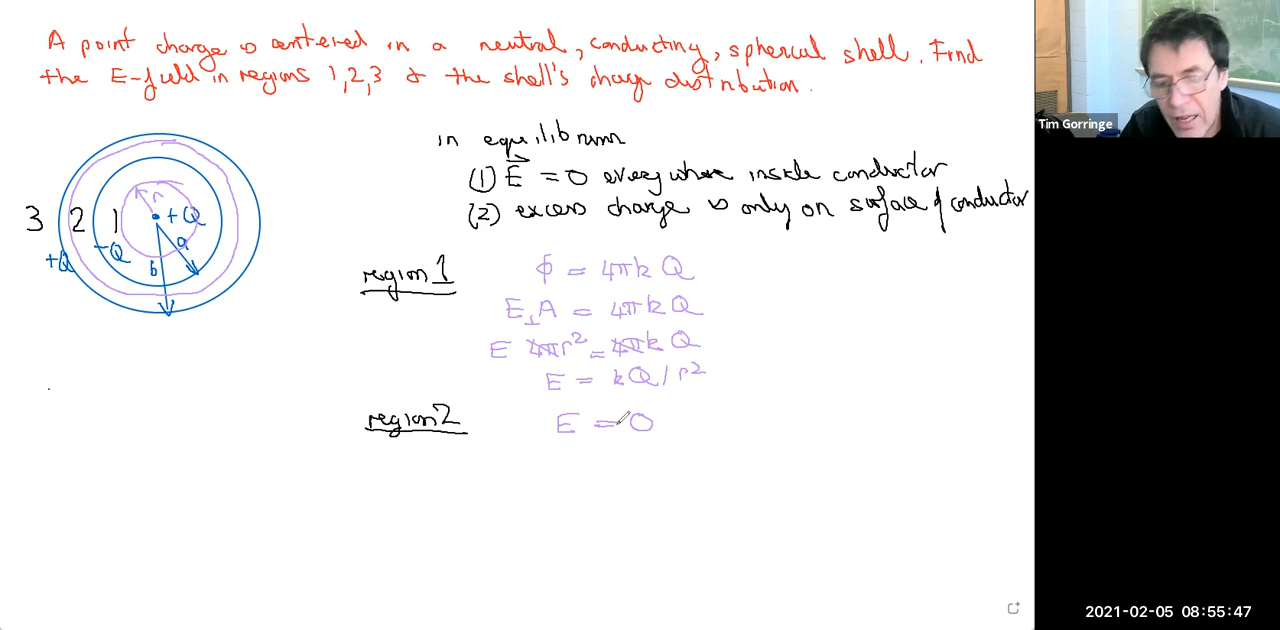 A point charge is centered in a neutral, conducting, spherical shell. Find
the E-field in regions 1,2,3 & the shell's charge distribution.
in equilibrium
(1) E⃗ = 0 everywhere inside conductor
(2) excess charge is only on surface of conductor
3 2 1 r +Q
+Q -Q a
b
region 1
ϕ = 4πkQ
E⊥A = 4πkQ
E 4πr² = 4πkQ
E = kQ/r²
region 2
E = 0
Tim Gorringe
2021-02-05 08:55:47